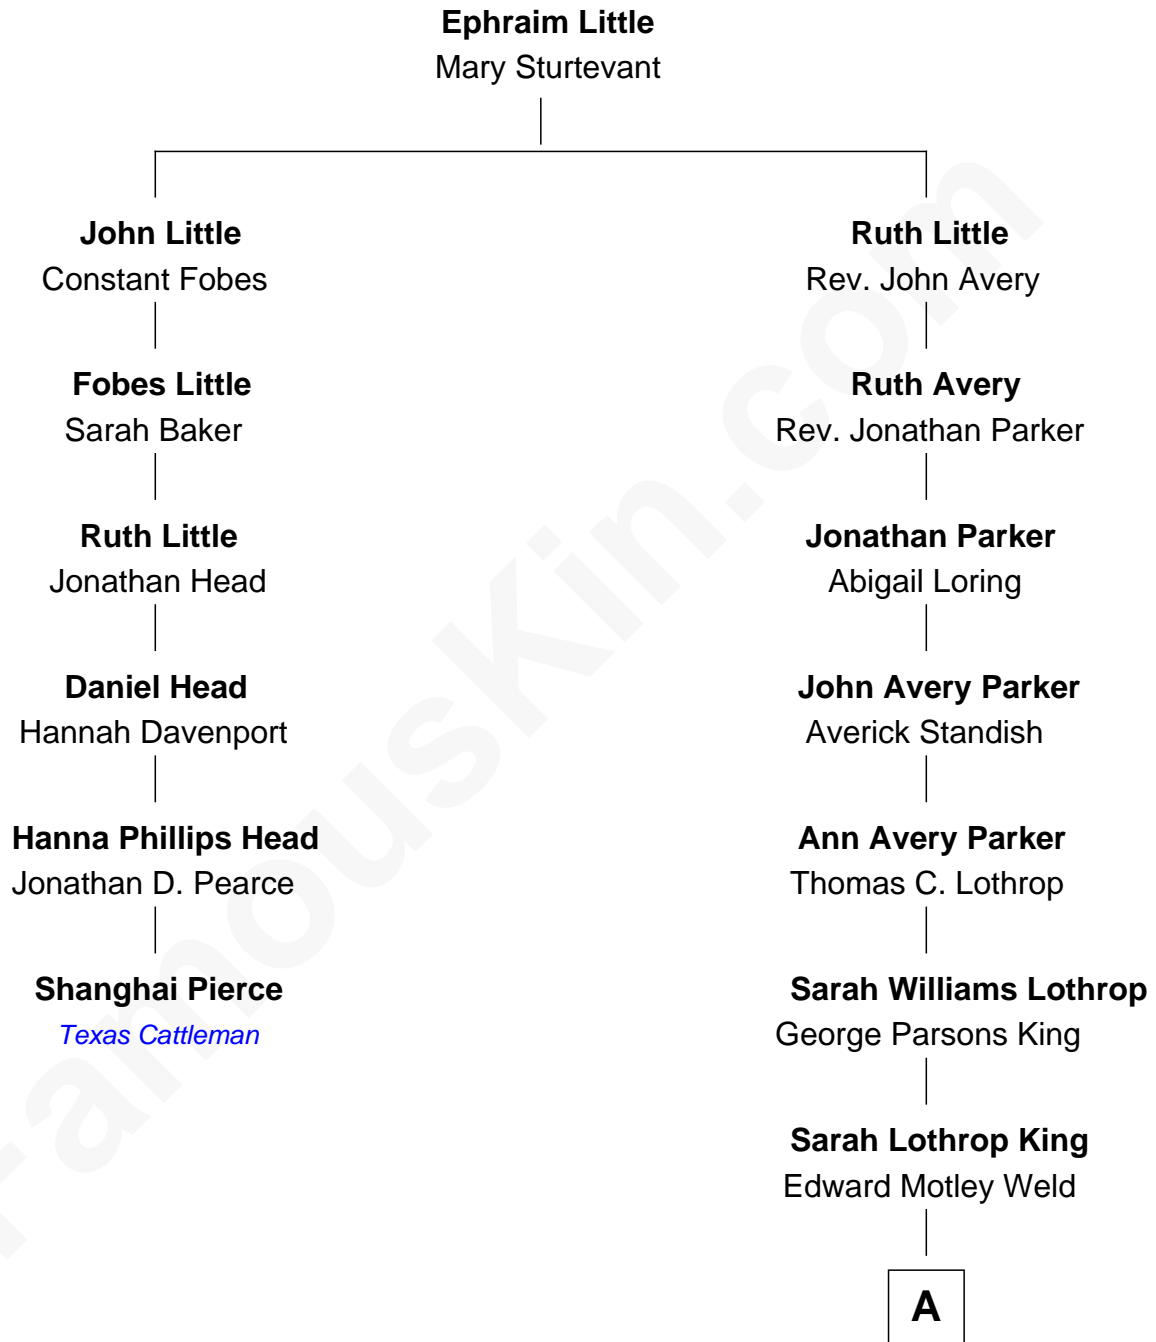 Ephraim Little
Mary Sturtevant
John Little
Constant Fobes
Fobes Little
Sarah Baker
Ruth Little
Jonathan Head
Daniel Head
Hannah Davenport
Hanna Phillips Head
Jonathan D. Pearce
Shanghai Pierce
Texas Cattleman
Ruth Little
Rev. John Avery
Ruth Avery
Rev. Jonathan Parker
Jonathan Parker
Abigail Loring
John Avery Parker
Averick Standish
Ann Avery Parker
Thomas C. Lothrop
Sarah Williams Lothrop
George Parsons King
Sarah Lothrop King
Edward Motley Weld
A
FamousKin.com